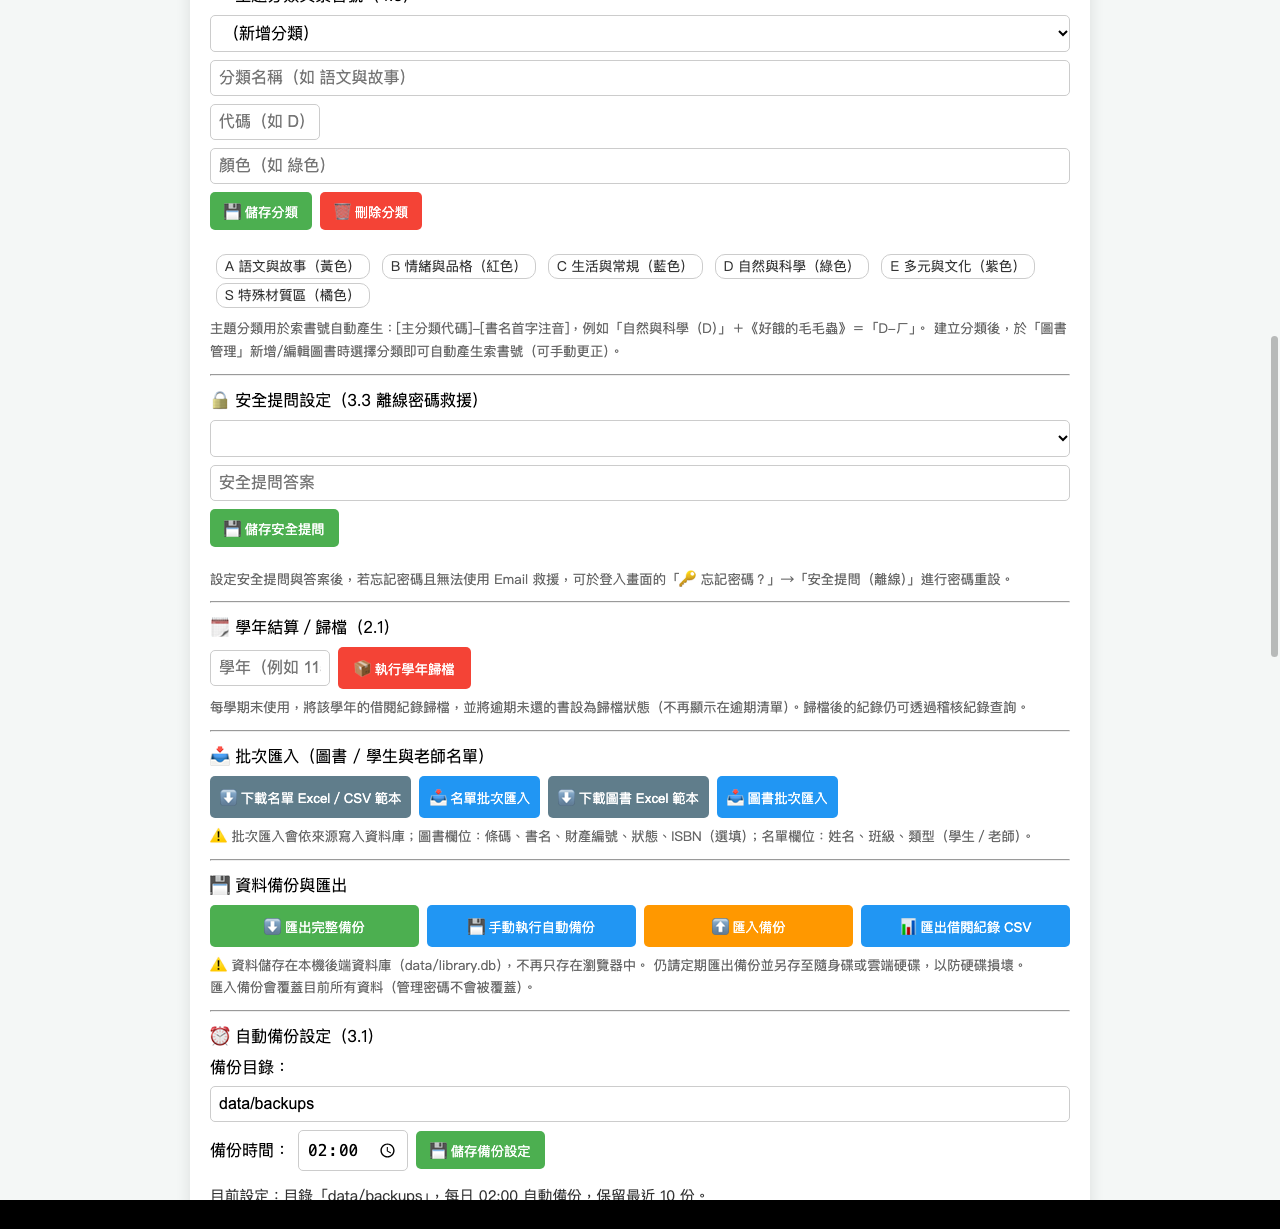 (新增分類)
分類名稱（如 語文與故事）
代碼（如 D）
顏色（如 綠色）
💾 儲存分類 🗑️ 刪除分類
A 語文與故事（黃色） B 情緒與品格（紅色） C 生活與常規（藍色） D 自然與科學（綠色） E 多元與文化（紫色）
S 特殊材質區（橘色）
主題分類用於索書號自動產生：[主分類代碼]–[書名首字注音]，例如「自然與科學（D）」＋《好餓的毛毛蟲》＝「D–ㄏ」。 建立分類後，於「圖書
管理」新增/編輯圖書時選擇分類即可自動產生索書號（可手動更正）。
🔒 安全提問設定（3.3 離線密碼救援）
安全提問答案
💾 儲存安全提問
設定安全提問與答案後，若忘記密碼且無法使用 Email 救援，可於登入畫面的「🔑 忘記密碼？」→「安全提問（離線）」進行密碼重設。
🗓️ 學年結算 / 歸檔（2.1）
學年（例如 11 📦 執行學年歸檔
每學期末使用，將該學年的借閱紀錄歸檔，並將逾期未還的書設為歸檔狀態（不再顯示在逾期清單）。歸檔後的紀錄仍可透過稽核紀錄查詢。
📥 批次匯入（圖書 / 學生與老師名單）
⬇️ 下載名單 Excel / CSV 範本 📥 名單批次匯入 ⬇️ 下載圖書 Excel 範本 📥 圖書批次匯入
⚠️ 批次匯入會依來源寫入資料庫；圖書欄位：條碼、書名、財產編號、狀態、ISBN（選填）；名單欄位：姓名、班級、類型（學生 / 老師）。
💾 資料備份與匯出
⬇️ 匯出完整備份 💾 手動執行自動備份 ⬆️ 匯入備份 📊 匯出借閱紀錄 CSV
⚠️ 資料儲存在本機後端資料庫（data/library.db），不再只存在瀏覽器中。 仍請定期匯出備份並另存至隨身碟或雲端硬碟，以防硬碟損壞。
匯入備份會覆蓋目前所有資料（管理密碼不會被覆蓋）。
⏰ 自動備份設定（3.1）
備份目錄：
data/backups
備份時間： 02:00 💾 儲存備份設定
目前設定：目錄「data/backups」，每日 02:00 自動備份，保留最近 10 份。